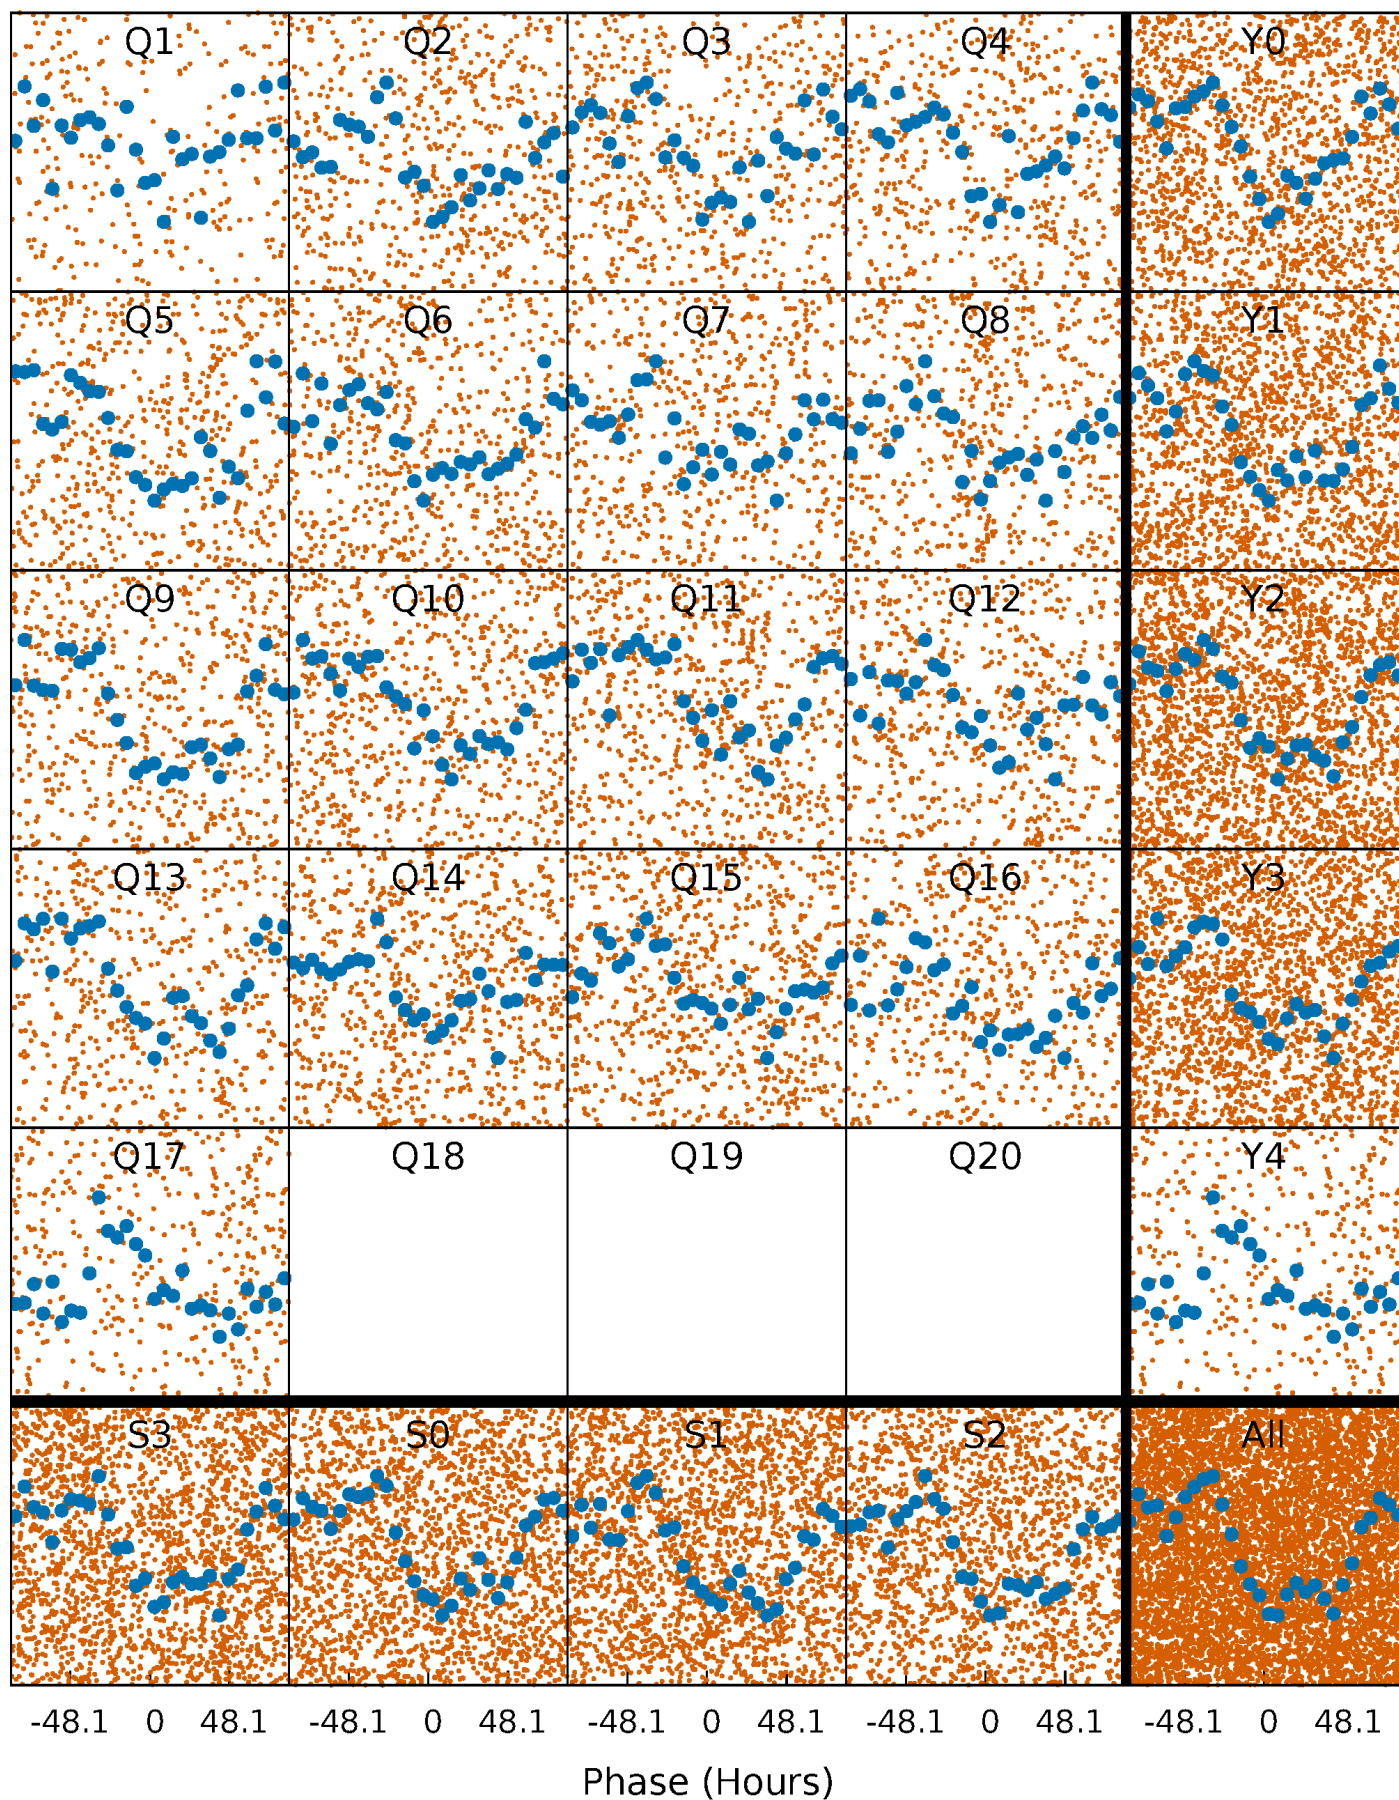 Q1 Q2 Q3 Q4 Y0
Q5 Q6 Q7 Q8 Y1
Q9 Q10 Q11 Q12 Y2
Q13 Q14 Q15 Q16 Y3
Q17 Q18 Q19 Q20 Y4
S3 S0 S1 S2 All
-48.1 0 48.1 -48.1 0 48.1 -48.1 0 48.1 -48.1 0 48.1 -48.1 0 48.1
Phase (Hours)